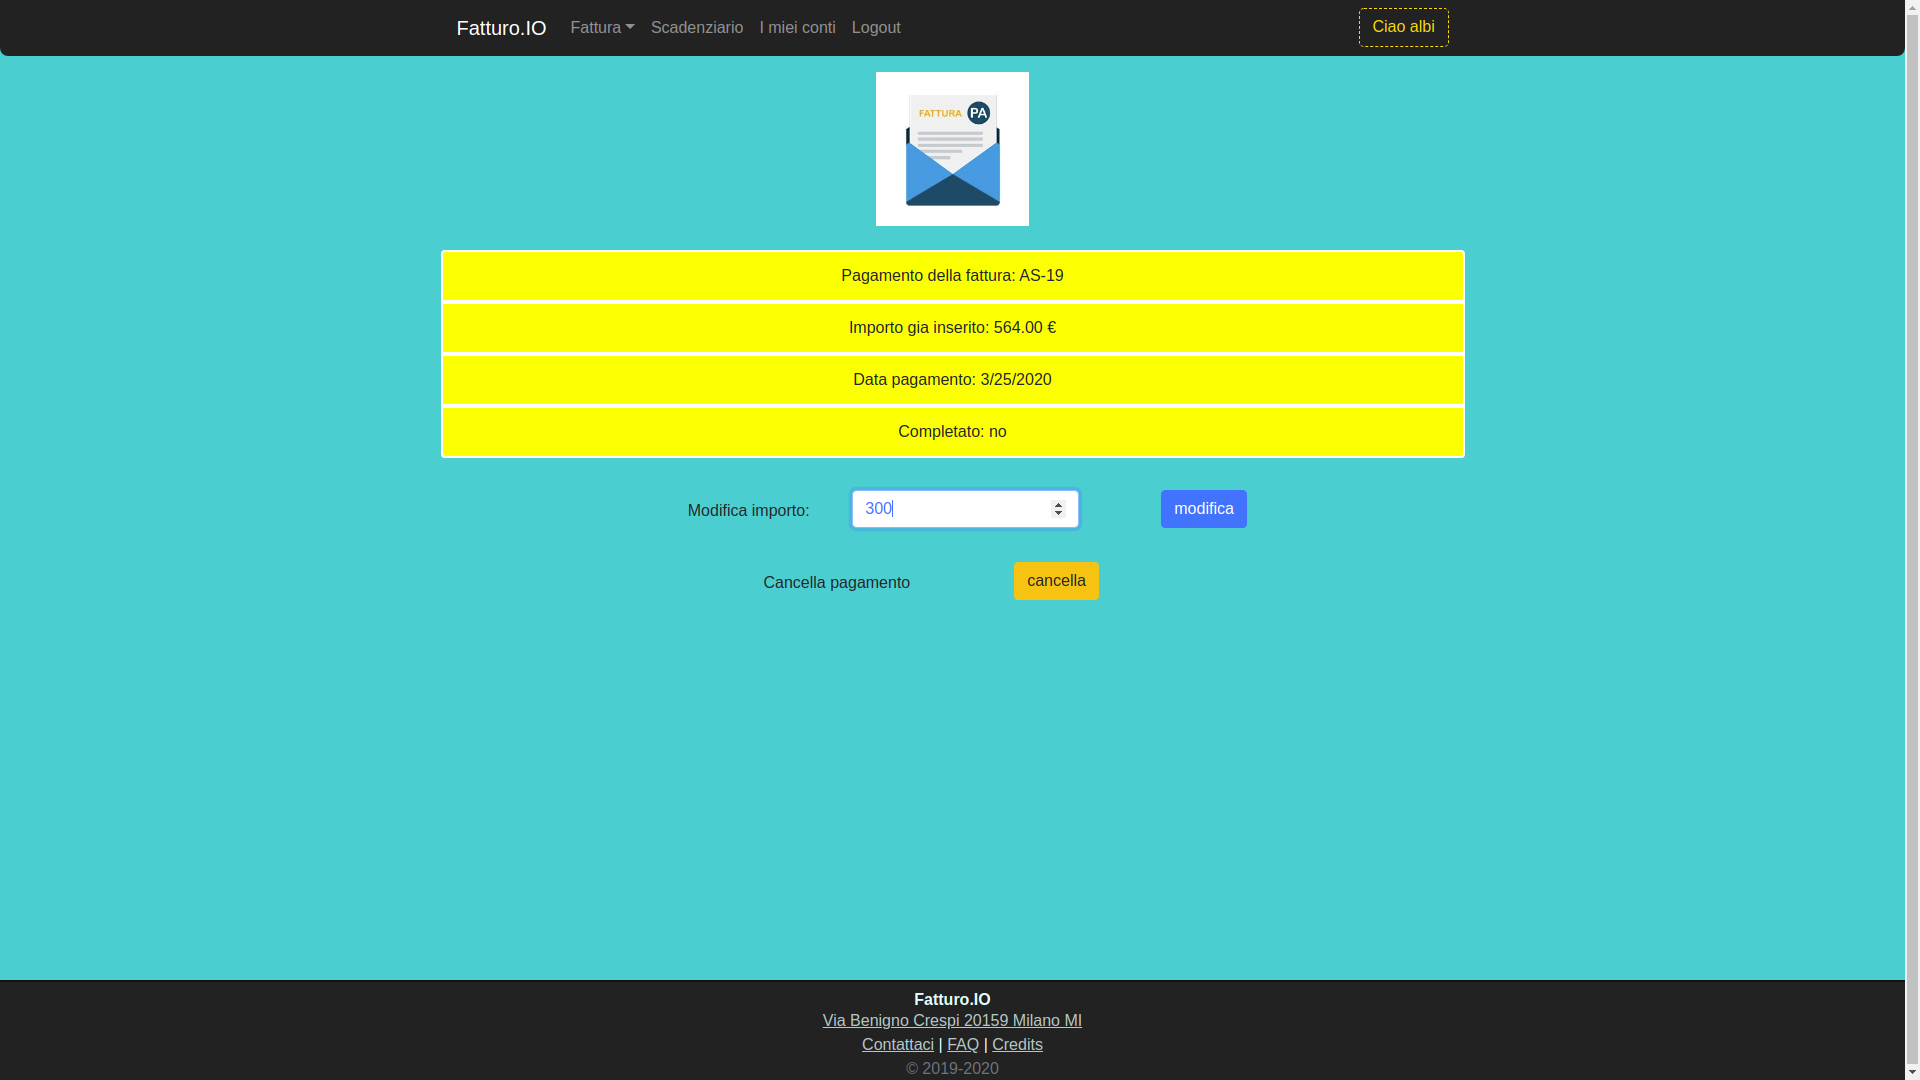 Fatturo.IO Fattura Scadenziario I miei conti Logout Ciao albi
FATTURA PA
Pagamento della fattura: AS-19
Importo gia inserito: 564.00 €
Data pagamento: 3/25/2020
Completato: no
Modifica importo: 300 modifica
Cancella pagamento cancella
Fatturo.IO
Via Benigno Crespi 20159 Milano MI
Contattaci | FAQ | Credits
© 2019-2020